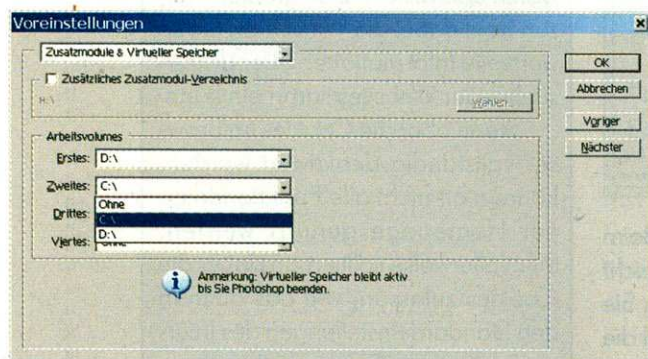 Voreinstellungen
Zusatzmodule & Virtueller Speicher
Zusätzliches Zusatzmodul-Verzeichnis
H:\
Wählen...
Arbeitsvolumes
Erstes: D:\
Zweites: C:\
Ohne
Drittes: C:\
D:\
Viertes: Ohne
Anmerkung: Virtueller Speicher bleibt aktiv
bis Sie Photoshop beenden.
OK
Abbrechen
Voriger
Nächster